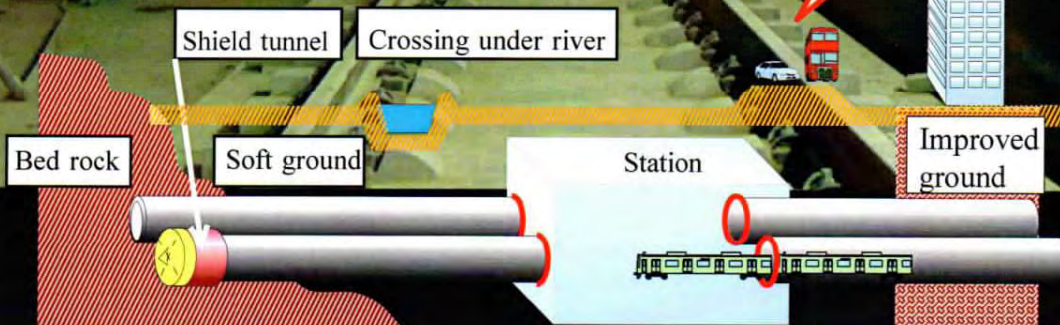 Shield tunnel
Crossing under river
Bed rock
Soft ground
Station
Improved
ground